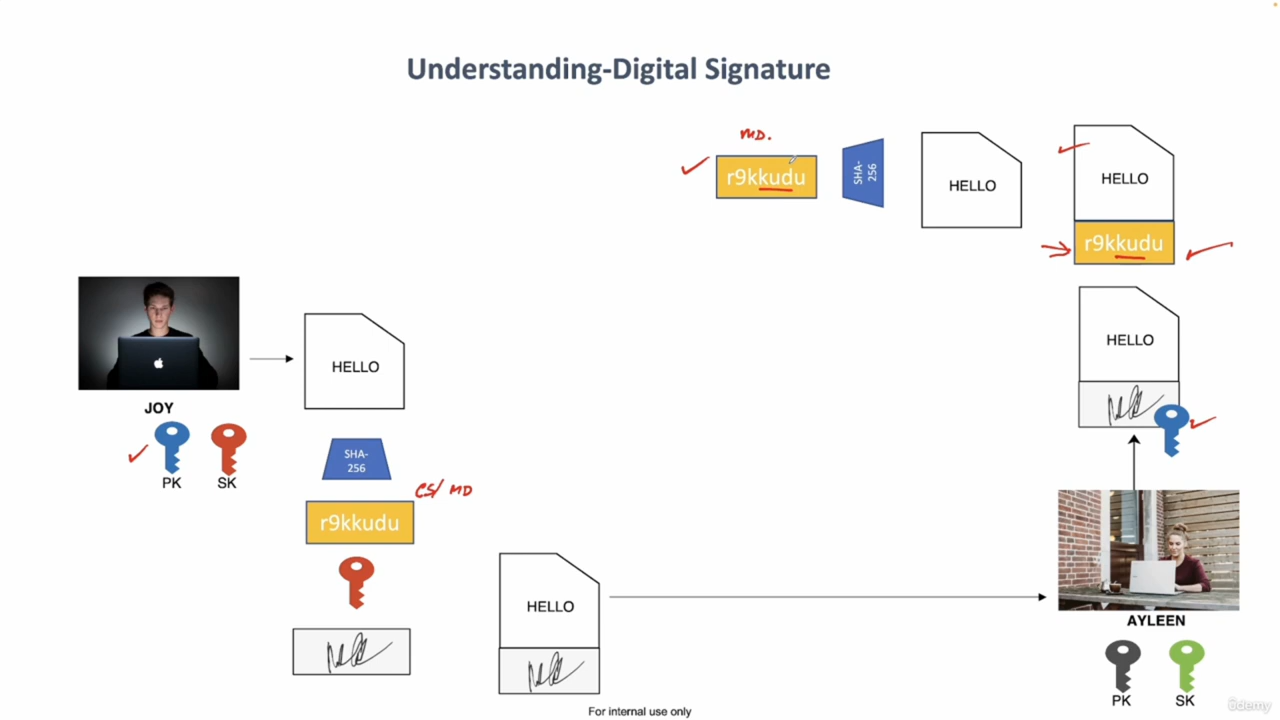 Understanding-Digital Signature
MD.
r9kkudu
SHA-
256
HELLO
HELLO
r9kkudu
HELLO
JOY
PK
SK
HELLO
SHA-
256
CS/ MD
r9kkudu
HELLO
AYLEEN
PK
SK
For internal use only
ûdemy